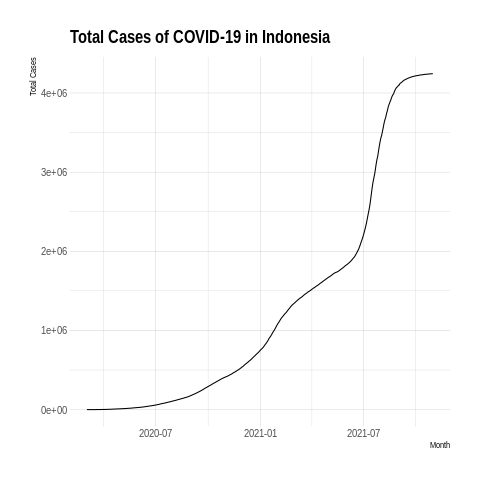 Total Cases of COVID-19 in Indonesia
Total Cases
4e+06
3e+06
2e+06
1e+06
0e+00
2020-07 2021-01 2021-07
Month